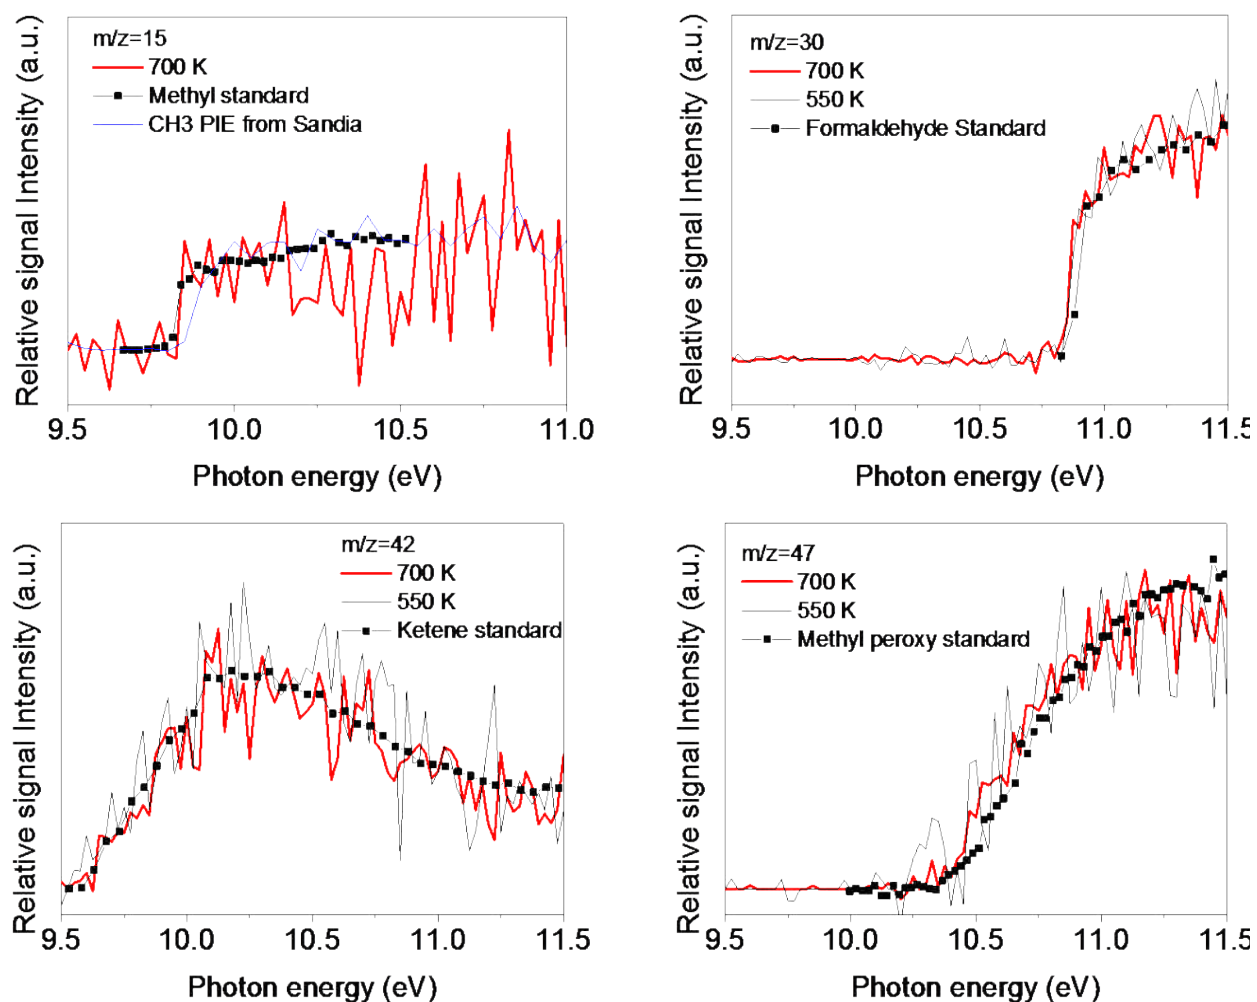 Relative signal Intensity (a.u.)
m/z=15
700 K
Methyl standard
CH3 PIE from Sandia
9.5 10.0 10.5 11.0
Photon energy (eV)
Relative signal Intensity (a.u.)
m/z=30
700 K
550 K
Formaldehyde Standard
9.5 10.0 10.5 11.0 11.5
Photon energy (eV)
Relative signal Intensity (a.u.)
m/z=42
700 K
550 K
Ketene standard
9.5 10.0 10.5 11.0 11.5
Photon energy (eV)
Relative signal Intensity (a.u.)
m/z=47
700 K
550 K
Methyl peroxy standard
9.5 10.0 10.5 11.0 11.5
Photon energy (eV)